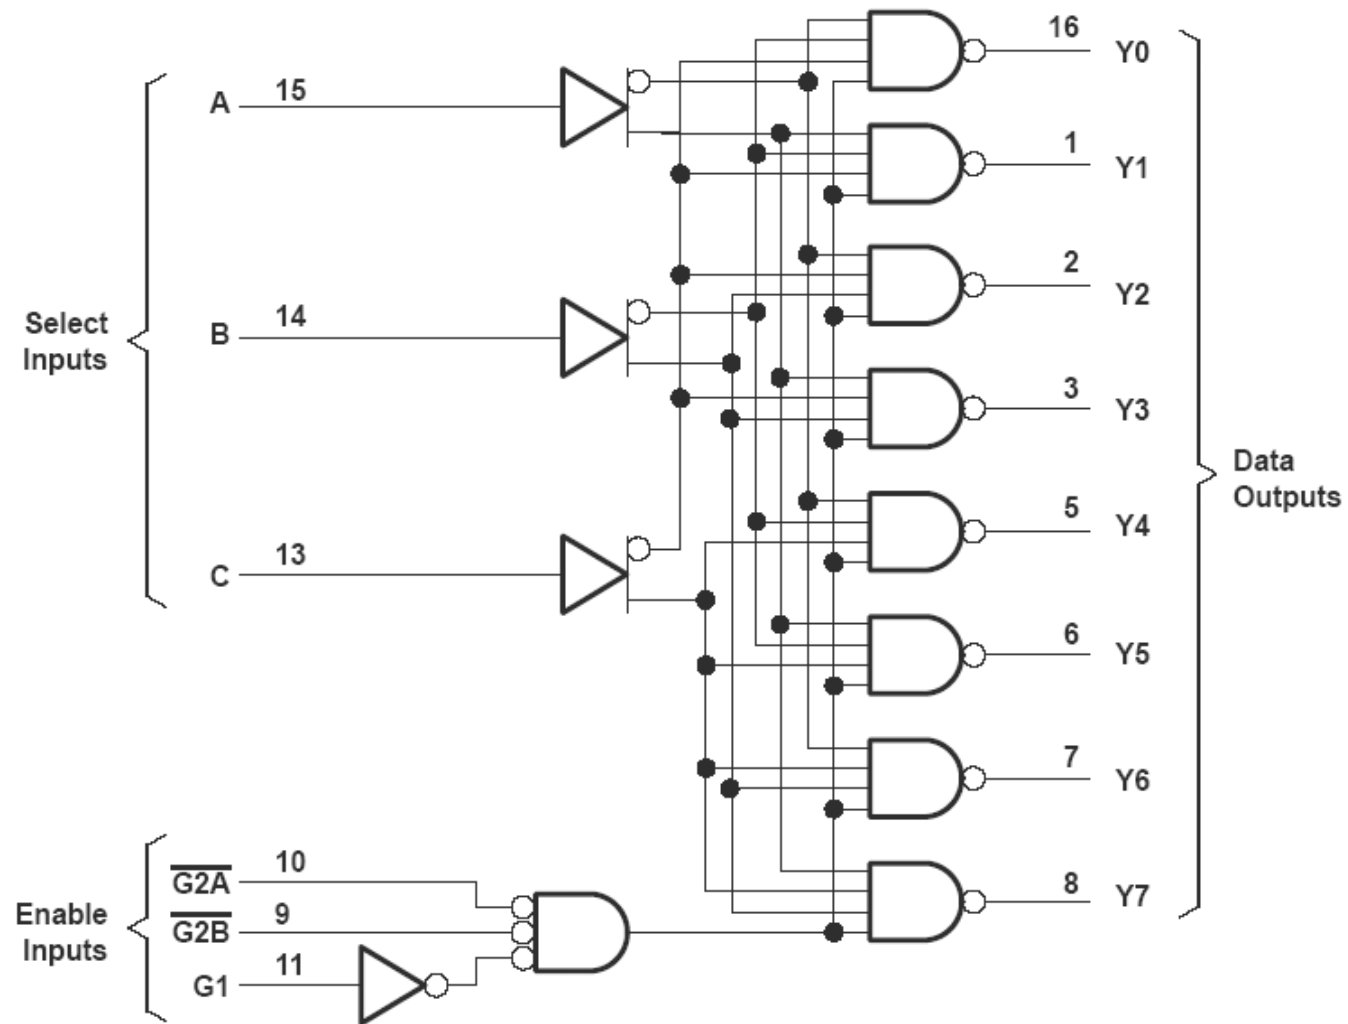 A 15
B 14
C 13
Select
Inputs
G2A 10
G2B 9
G1 11
Enable
Inputs
16 Y0
1 Y1
2 Y2
3 Y3
5 Y4
6 Y5
7 Y6
8 Y7
Data
Outputs